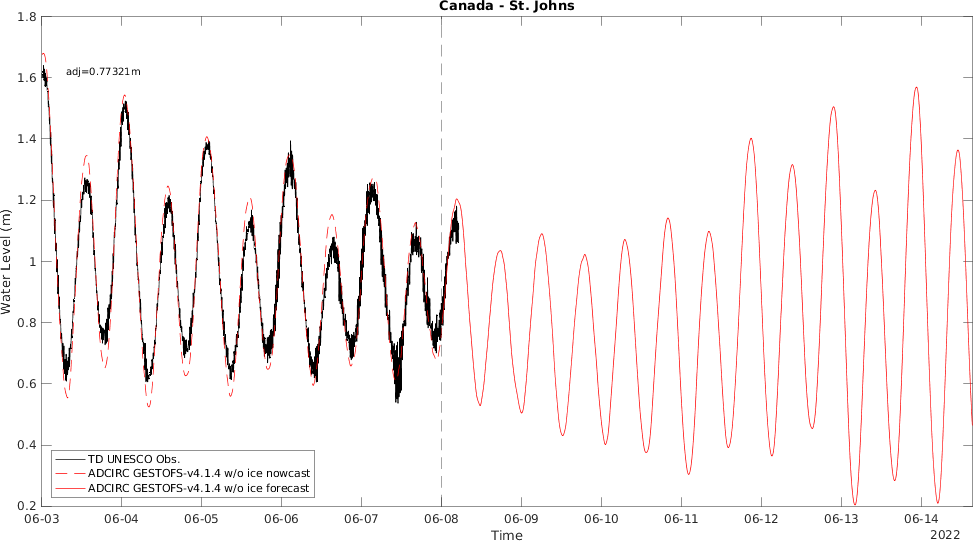 Canada - St. Johns
1.8
1.6
1.4
1.2
1
0.8
0.6
0.4
0.2
Water Level (m)
adj=0.77321m
TD UNESCO Obs.
ADCIRC GESTOFS-v4.1.4 w/o ice nowcast
ADCIRC GESTOFS-v4.1.4 w/o ice forecast
06-03 06-04 06-05 06-06 06-07 06-08 06-09 06-10 06-11 06-12 06-13 06-14
Time
2022